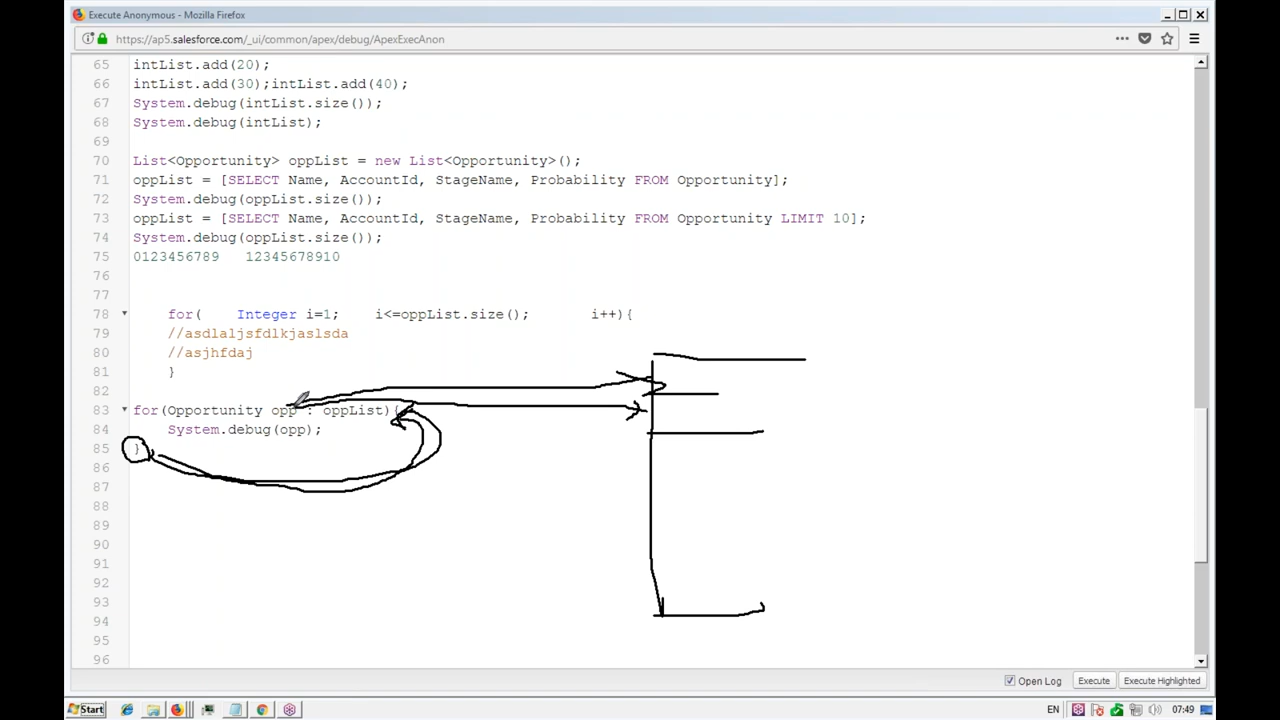 Execute Anonymous - Mozilla Firefox
https://ap5.salesforce.com/_ui/common/apex/debug/ApexExecAnon
65 intList.add(20);
66 intList.add(30);intList.add(40);
67 System.debug(intList.size());
68 System.debug(intList);
69
70 List<Opportunity> oppList = new List<Opportunity>();
71 oppList = [SELECT Name, AccountId, StageName, Probability FROM Opportunity];
72 System.debug(oppList.size());
73 oppList = [SELECT Name, AccountId, StageName, Probability FROM Opportunity LIMIT 10];
74 System.debug(oppList.size());
75 0123456789 12345678910
76
77
78 for( Integer i=1; i<=oppList.size(); i++){
79 //asdlaljsfdlkjaslsda
80 //asjhfdaj
81 }
82
83 for(Opportunity opp : oppList){
84 System.debug(opp);
85 }
86
87
88
89
90
91
92
93
94
95
96
Open Log Execute Execute Highlighted
Start EN 07:49